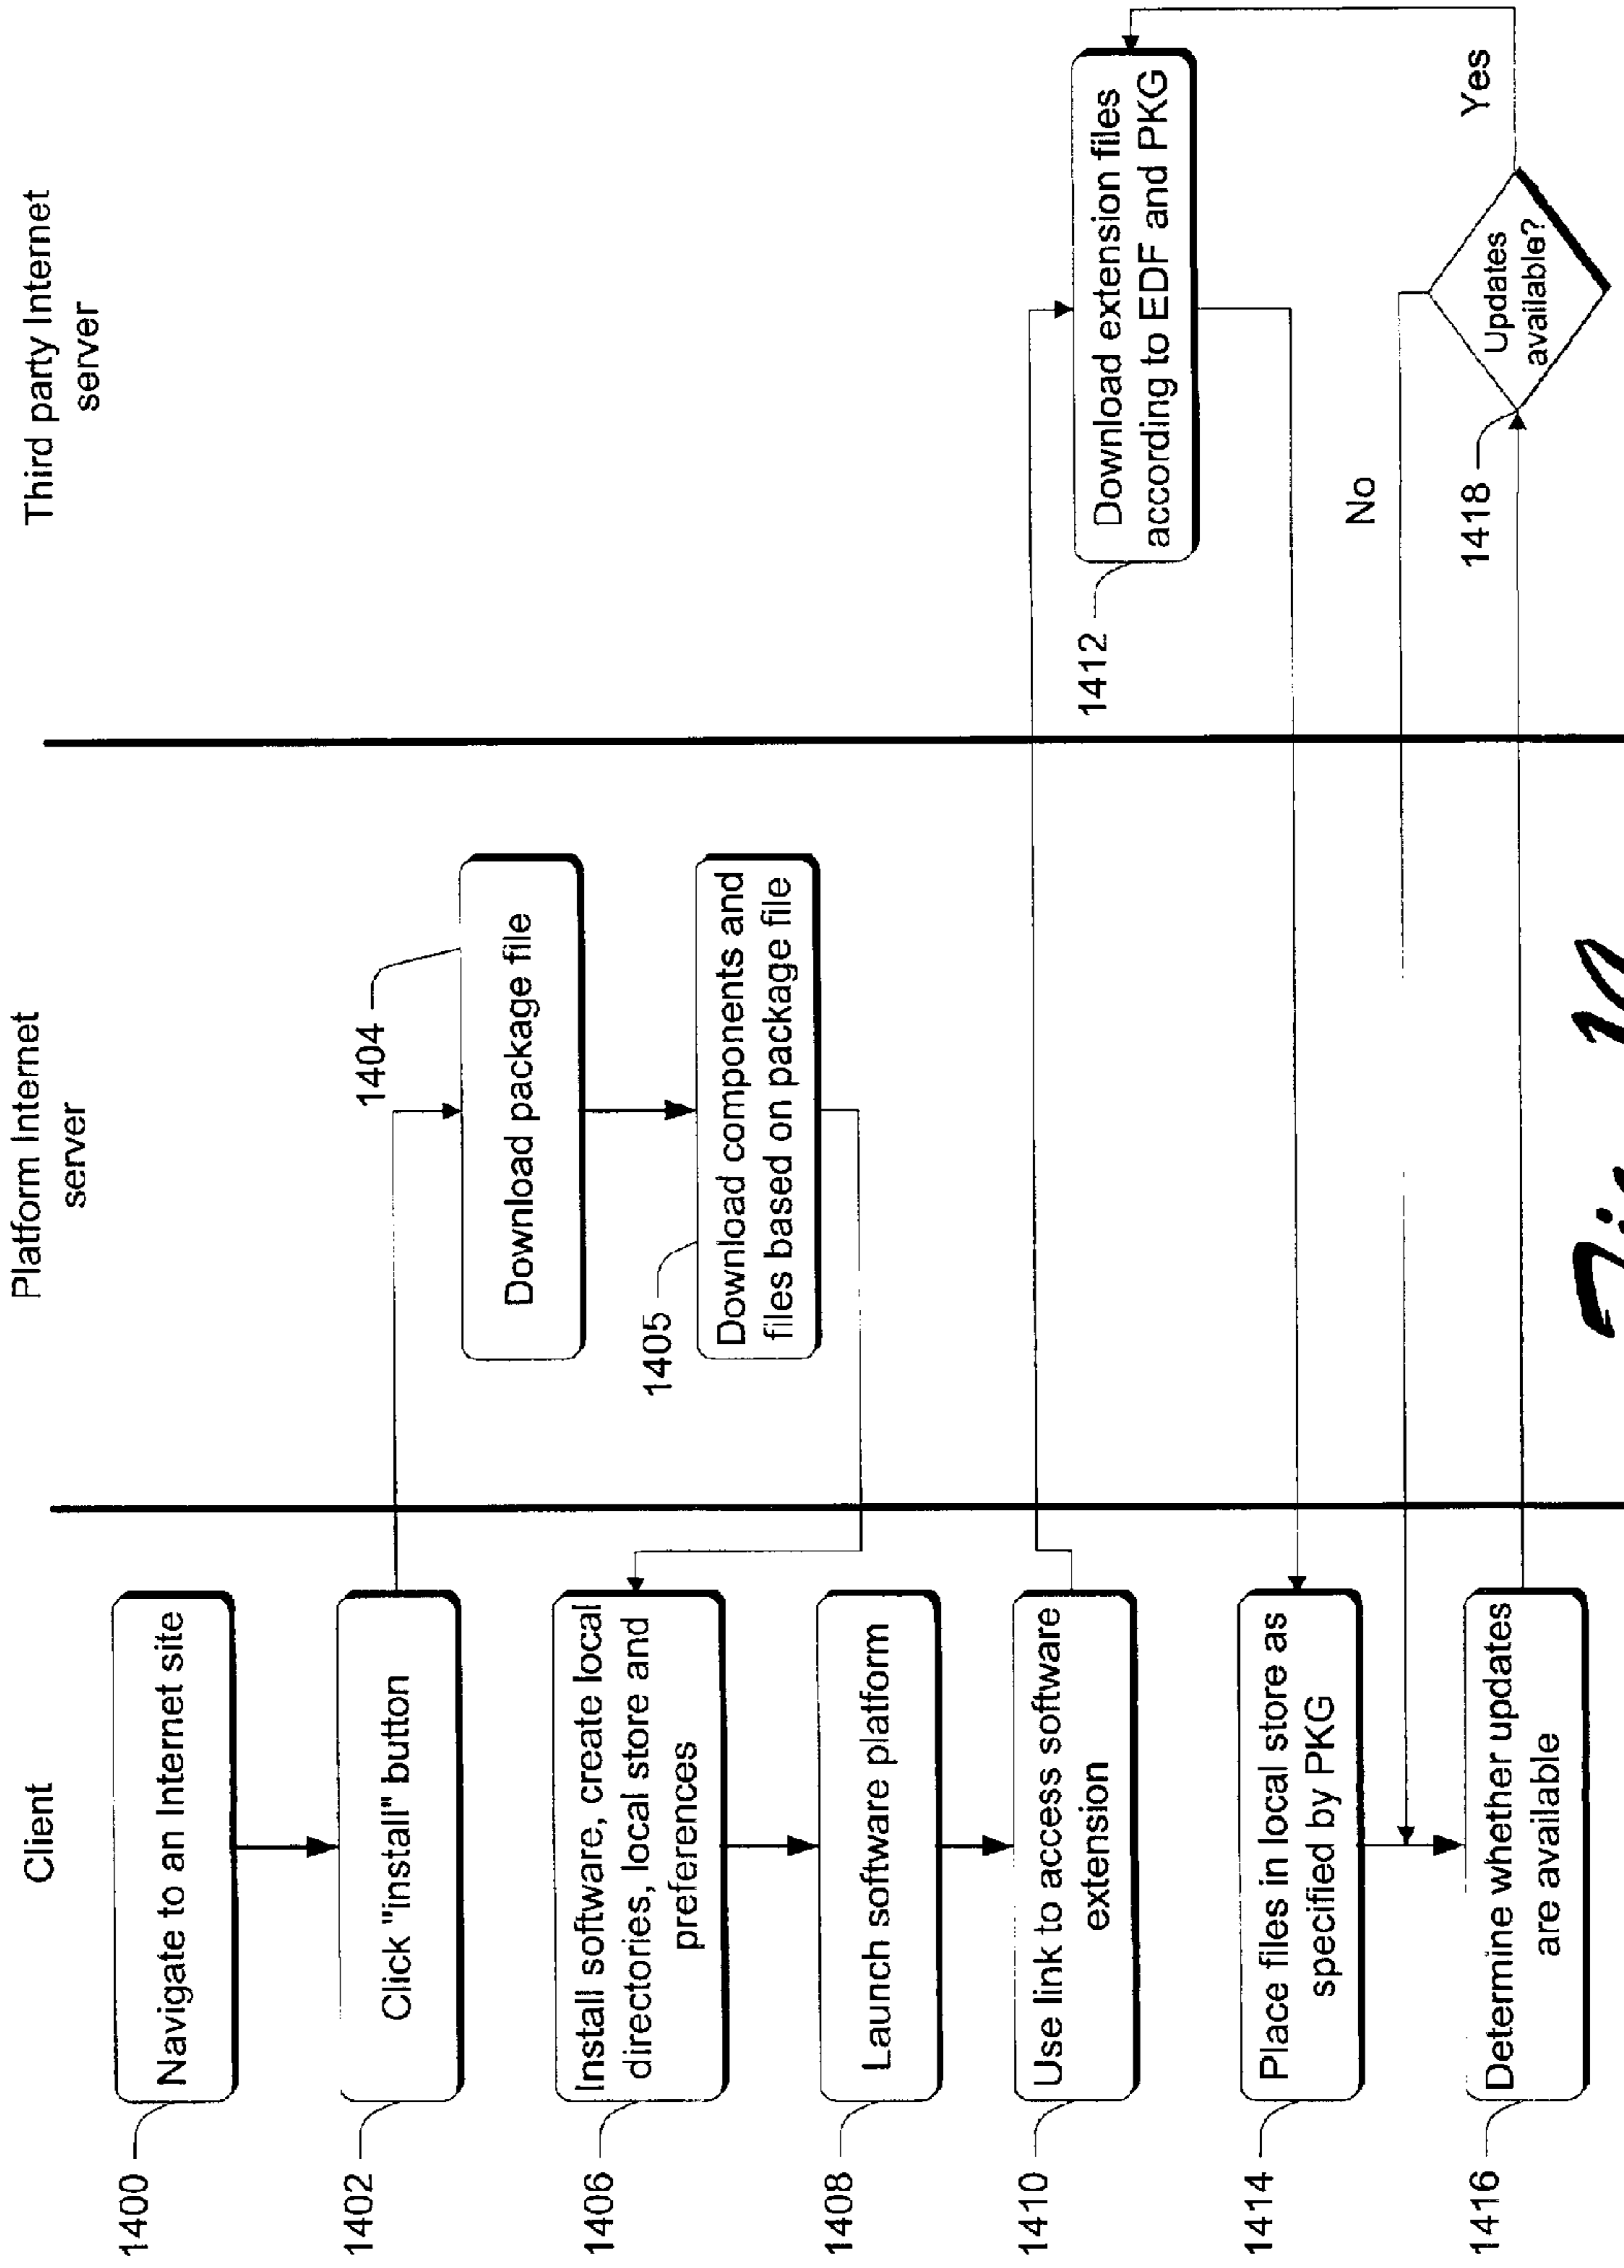 Client
Platform Internet
server
Third party Internet
server
1400
Navigate to an Internet site
1402
Click "install" button
1404
Download package file
1405
Download components and
files based on package file
1406
Install software, create local
directories, local store and
preferences
1408
Launch software platform
1410
Use link to access software
extension
1412
Download extension files
according to EDF and PKG
1414
Place files in local store as
specified by PKG
1416
Determine whether updates
are available
1418
Updates
available?
No
Yes